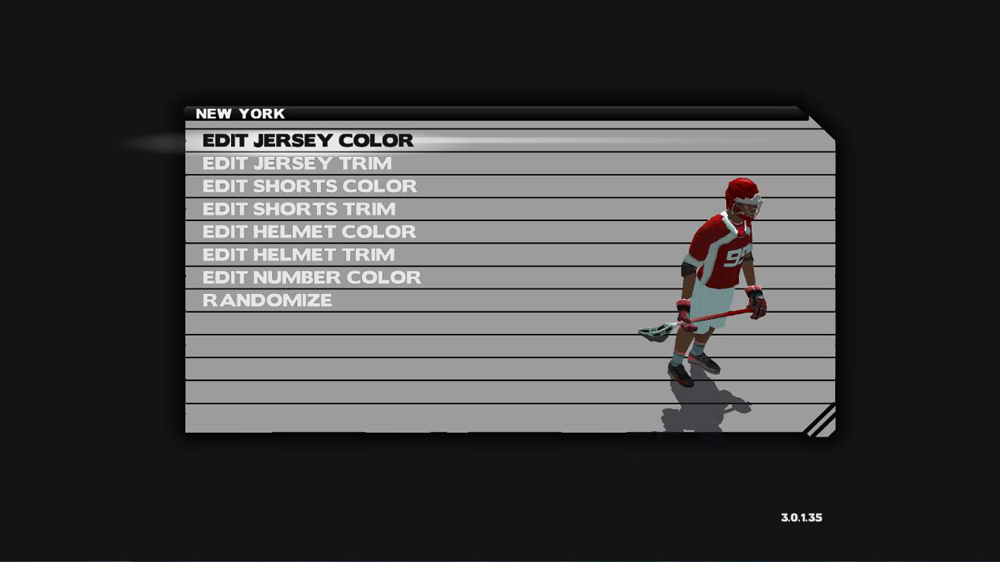 NEW YORK
EDIT JERSEY COLOR
EDIT JERSEY TRIM
EDIT SHORTS COLOR
EDIT SHORTS TRIM
EDIT HELMET COLOR
EDIT HELMET TRIM
EDIT NUMBER COLOR
RANDOMIZE
3.0.1.35